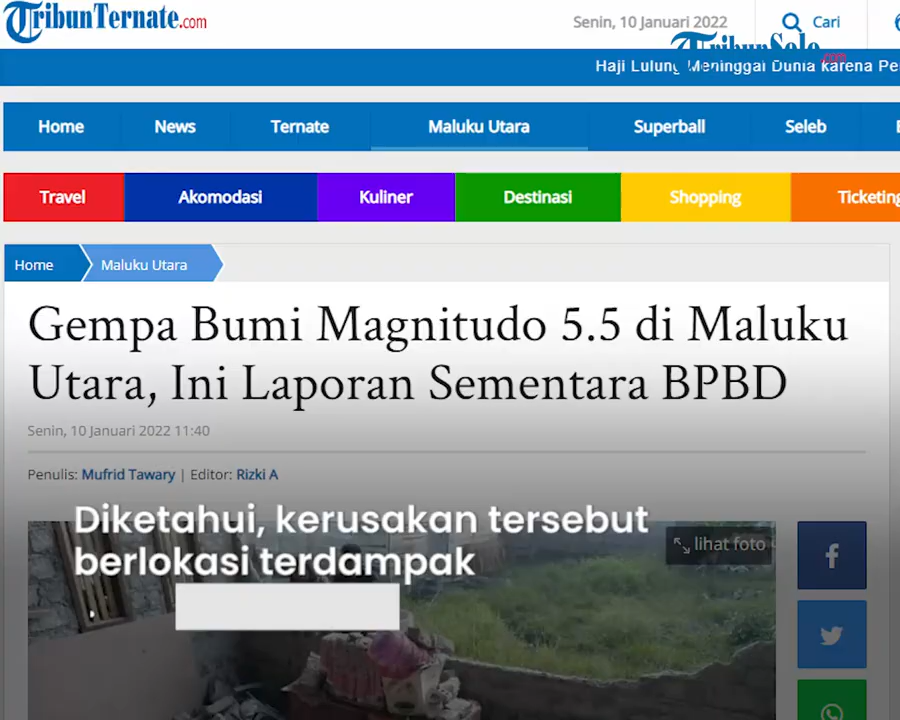 TribunTernate.com
Senin, 10 Januari 2022
Cari
TribunSolo.com
Haji Lulung Meninggal Dunia karena Pe
Home News Ternate Maluku Utara Superball Seleb
Travel Akomodasi Kuliner Destinasi Shopping Ticketing
Home Maluku Utara
Gempa Bumi Magnitudo 5.5 di Maluku
Utara, Ini Laporan Sementara BPBD
Senin, 10 Januari 2022 11:40
Penulis: Mufrid Tawary | Editor: Rizki A
Diketahui, kerusakan tersebut
berlokasi terdampak
lihat foto